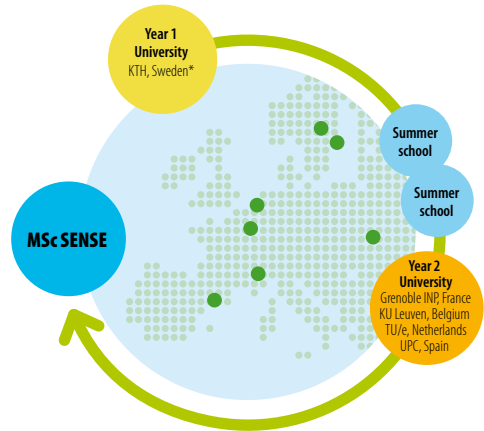 Year 1
University
KTH, Sweden*
Summer
school
Summer
school
MSc SENSE
Year 2
University
Grenoble INP, France
KU Leuven, Belgium
TU/e, Netherlands
UPC, Spain